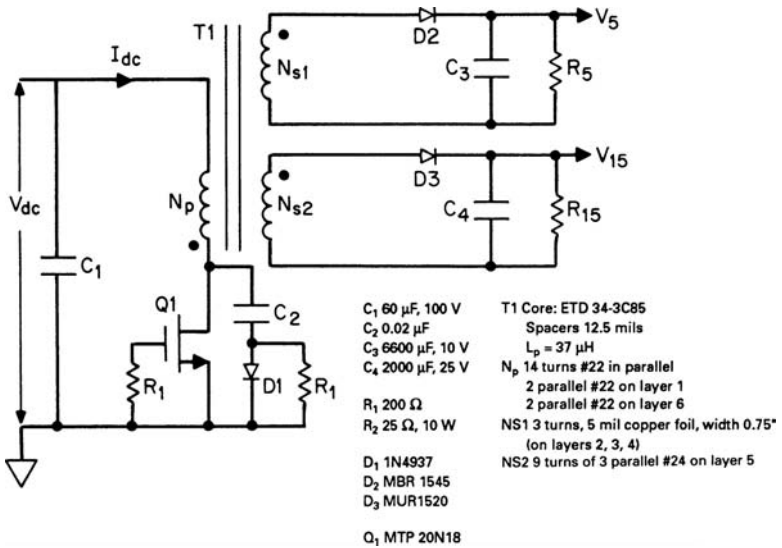 T1
D2
V5
Idc
Ns1
C3
R5
D3
V15
Vdc
Np
Ns2
C4
R15
C1
Q1
C2
R1
D1
R1
C1 60 μF, 100 V
C2 0.02 μF
C3 6600 μF, 10 V
C4 2000 μF, 25 V
R1 200 Ω
R2 25 Ω, 10 W
D1 1N4937
D2 MBR 1545
D3 MUR1520
Q1 MTP 20N18
T1 Core: ETD 34-3C85
Spacers 12.5 mils
Lp = 37 μH
Np 14 turns #22 in parallel
2 parallel #22 on layer 1
2 parallel #22 on layer 6
NS1 3 turns, 5 mil copper foil, width 0.75"
(on layers 2, 3, 4)
NS2 9 turns of 3 parallel #24 on layer 5